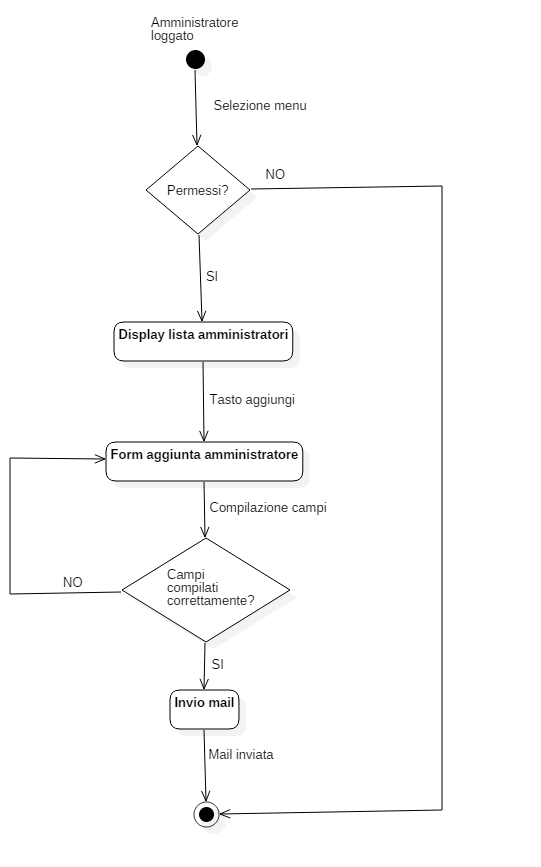 Amministratore
loggato
Selezione menu
NO
Permessi?
SI
Display lista amministratori
Tasto aggiungi
Form aggiunta amministratore
Compilazione campi
Campi
compilati
correttamente?
NO
SI
Invio mail
Mail inviata